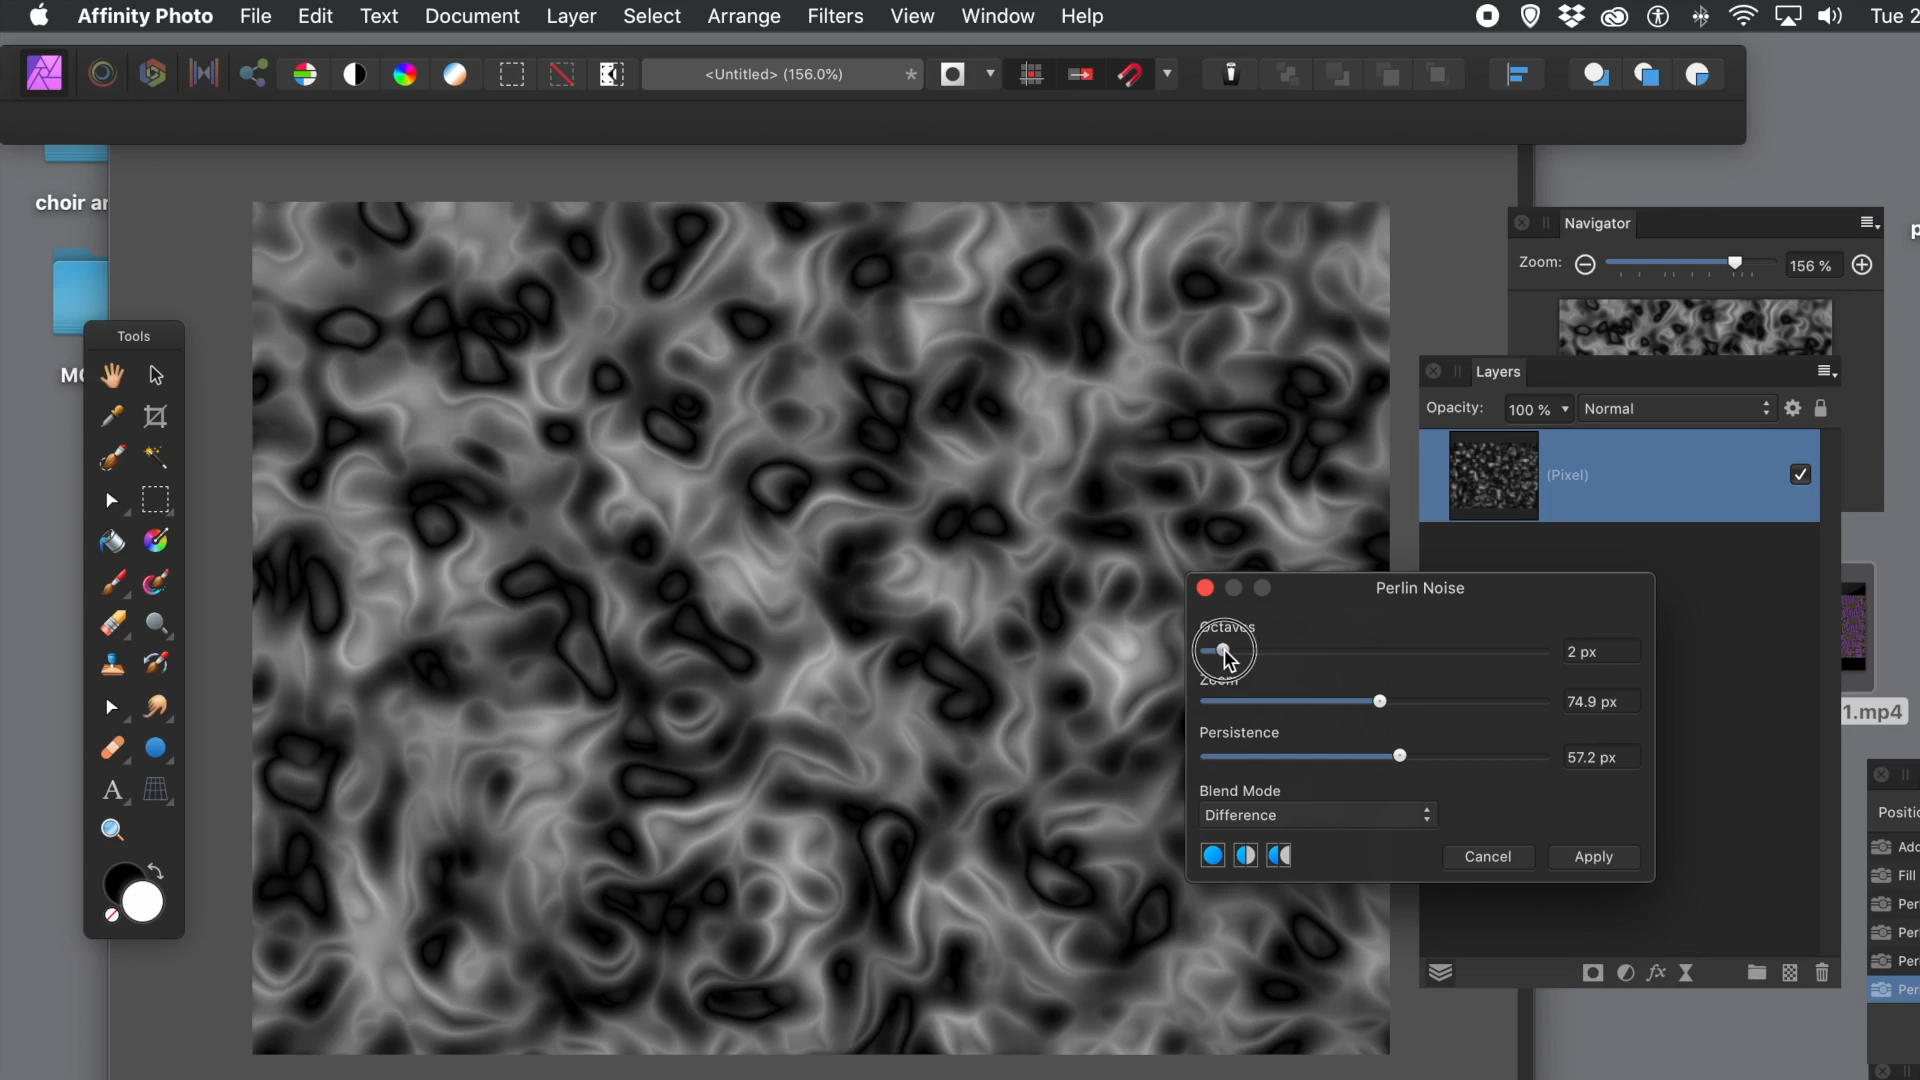 Affinity Photo File Edit Text Document Layer Select Arrange Filters View Window Help Tue 2
<Untitled> (156.0%) *
choir ar
Navigator
Zoom: 156 %
Tools
Layers
Opacity: 100 % Normal
(Pixel)
Perlin Noise
Octaves
2 px
Zoom
74.9 px
1.mp4
Persistence
57.2 px
Blend Mode
Difference
Positic
Cancel Apply
Adc
Fill
Per
Per
Per
Per